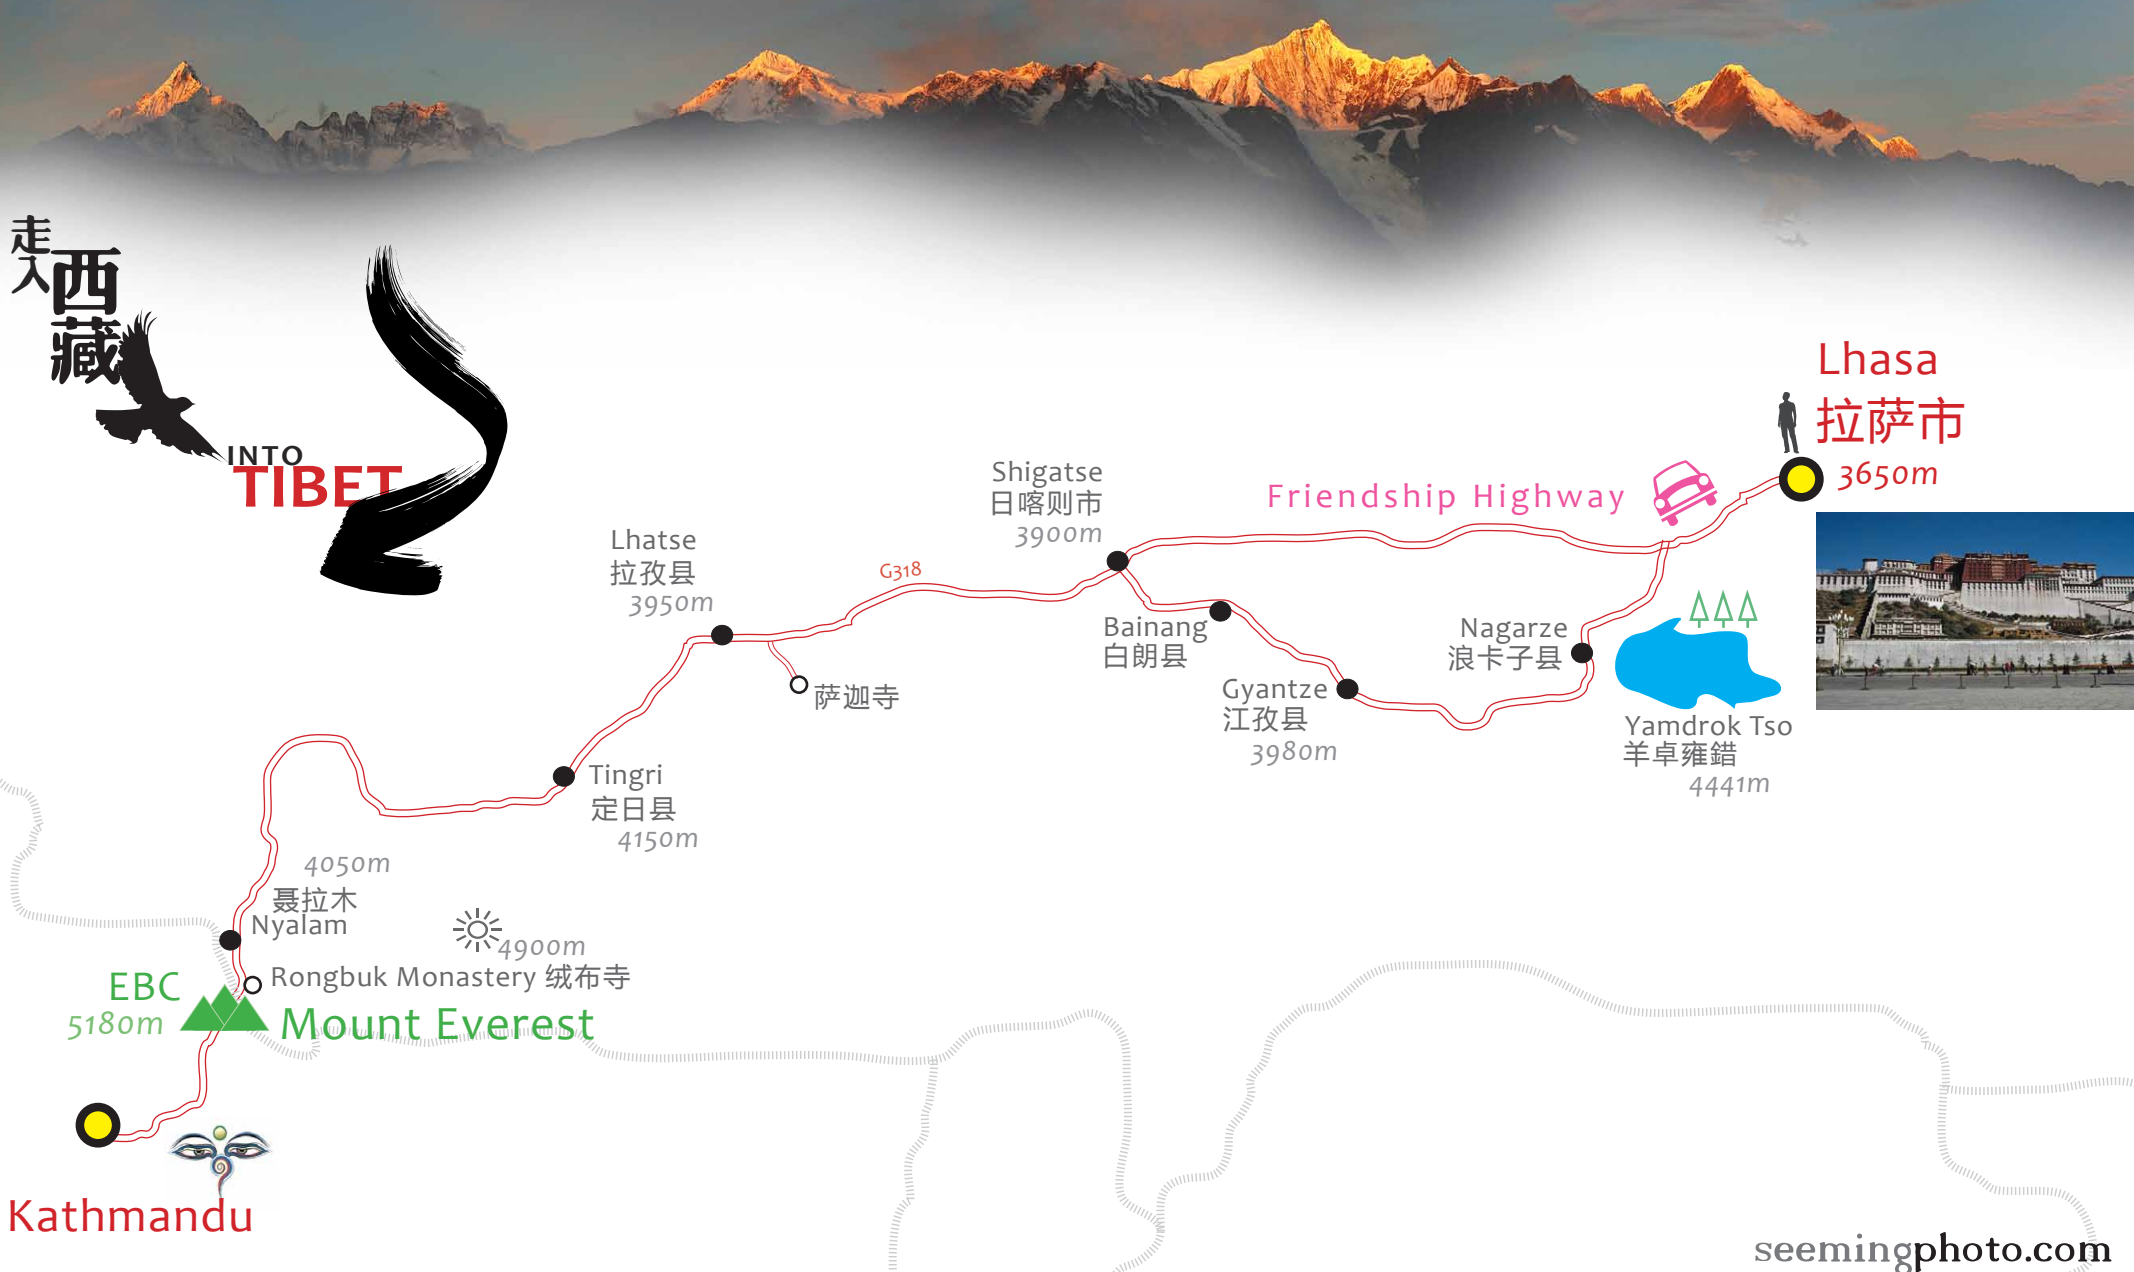 走入
西藏
INTO
TIBET
Lhasa
拉萨市
3650m
Friendship Highway
Shigatse
日喀则市
3900m
G318
Lhatse
拉孜县
3950m
萨迦寺
Bainang
白朗县
Gyantze
江孜县
3980m
Nagarze
浪卡子县
Yamdrok Tso
羊卓雍錯
4441m
Tingri
定日县
4150m
4050m
聂拉木
Nyalam
4900m
Rongbuk Monastery 绒布寺
EBC
5180m
Mount Everest
Kathmandu
seemingphoto.com